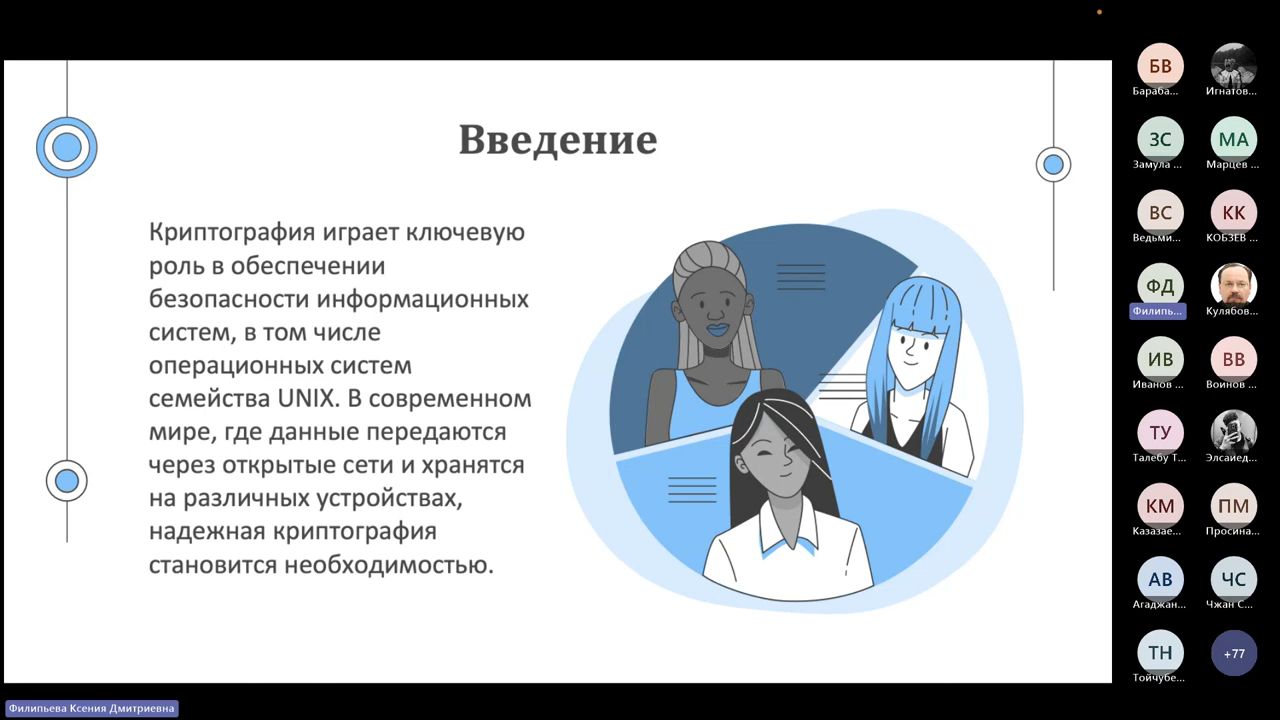 Введение
Криптография играет ключевую
роль в обеспечении
безопасности информационных
систем, в том числе
операционных систем
семейства UNIX. В современном
мире, где данные передаются
через открытые сети и хранятся
на различных устройствах,
надежная криптография
становится необходимостью.
БВ
Бараба...
Игнатов...
ЗС
Замула ...
МА
Марцев ...
ВС
Ведьми...
КК
КОБЗЕВ ...
ФД
Филипь...
Кулябов...
ИВ
Иванов ...
ВВ
Воинов ...
ТУ
Талебу Т...
Элсаиед...
КМ
Казазае...
ПМ
Просина...
АВ
Агаджан...
ЧС
Чжан С...
ТН
Тойчубе...
+77
Филипьева Ксения Дмитриевна